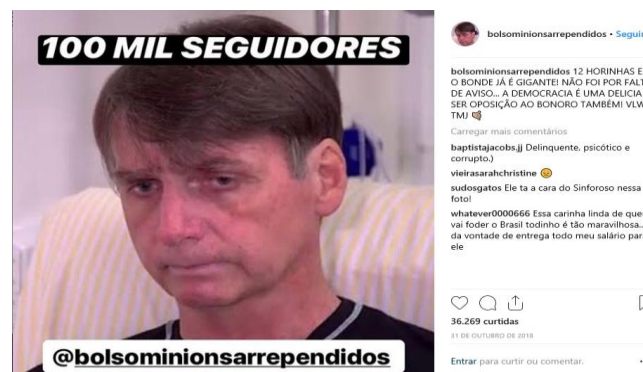 100 MIL SEGUIDORES
@bolsominionsarrependidos
bolsominionsarrependidos • Segui
bolsominionsarrependidos 12 HORINHAS E
O BONDE JÁ É GIGANTE! NÃO FOI POR FALT
DE AVISO... A DEMOCRACIA É UMA DELICIA
SER OPOSIÇÃO AO BONORO TAMBÉM! VLW
TMJ
Carregar mais comentários
baptistajacobs.jj Delinquente, psicótico e
corrupto.)
vieirasarahchristine
sudosgatos Ele ta a cara do Sinforoso nessa
foto!
whatever0000666 Essa carinha linda de que
vai foder o Brasil todinho é tão maravilhosa..
da vontade de entrega todo meu salário par
ele
36.269 curtidas
31 DE OUTUBRO DE 2018
Entrar para curtir ou comentar.